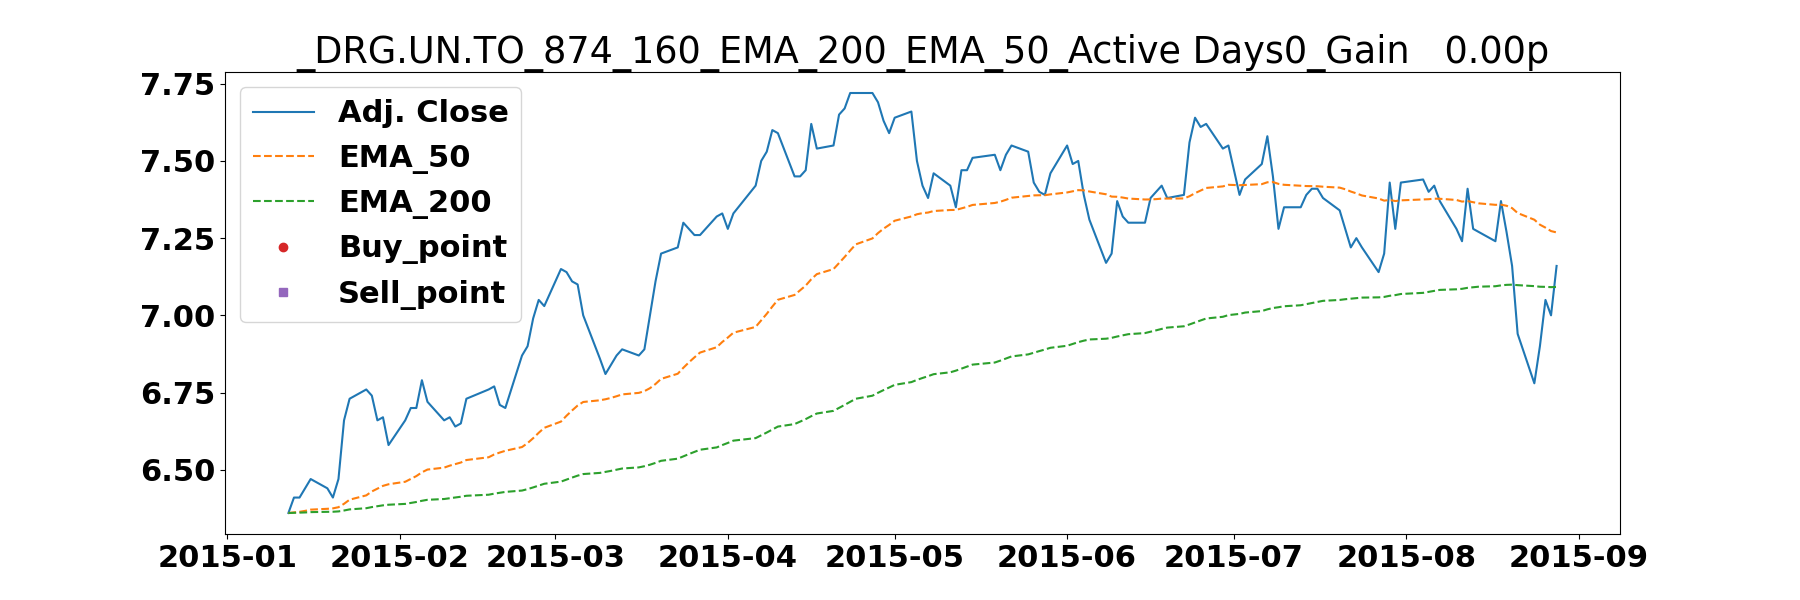 _DRG.UN.TO_874_160_EMA_200_EMA_50_Active Days0_Gain   0.00p
7.75
7.50
7.25
7.00
6.75
6.50
Adj. Close
EMA_50
EMA_200
Buy_point
Sell_point
2015-01 2015-02 2015-03 2015-04 2015-05 2015-06 2015-07 2015-08 2015-09